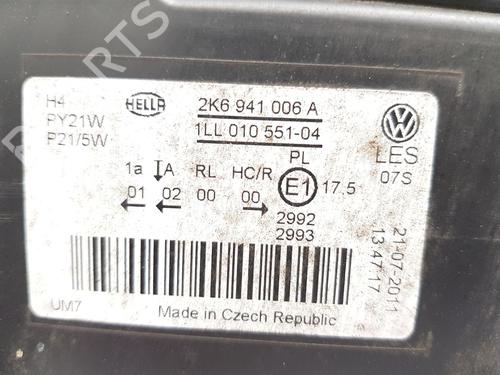 H4 HELLA 2K6 941 006 A
PY21W 1LL 010 551-04
P21/5W PL LES
1a A RL HC/R E1 17.5 07S
01 02 00 00
2992
2993
21-07-2011
13:47:17
UM7 Made in Czech Republic
PARTS